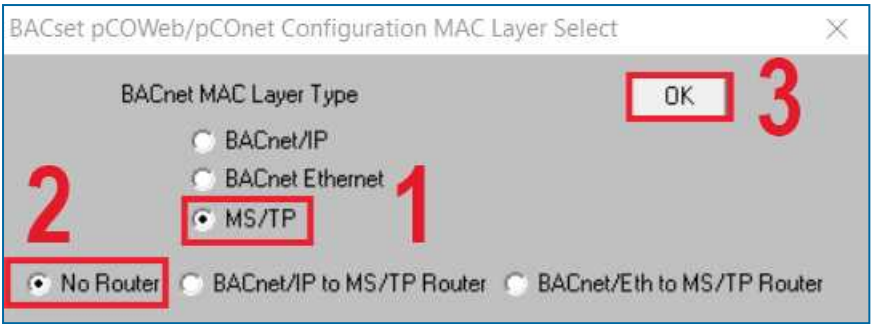 BACset pCOWeb/pCOnet Configuration MAC Layer Select
BACnet MAC Layer Type
OK
3
BACnet/IP
BACnet Ethernet
2
1
MS/TP
No Router
BACnet/IP to MS/TP Router
BACnet/Eth to MS/TP Router